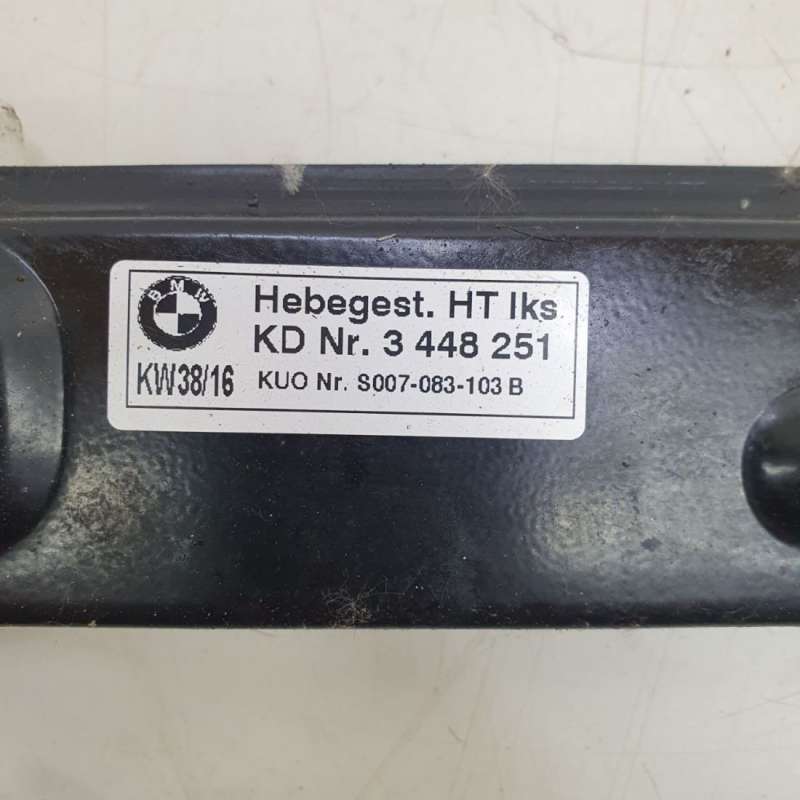 BMW
Hebegest. HT lks
KD Nr. 3 448 251
KW38/16
KUO Nr. S007-083-103 B